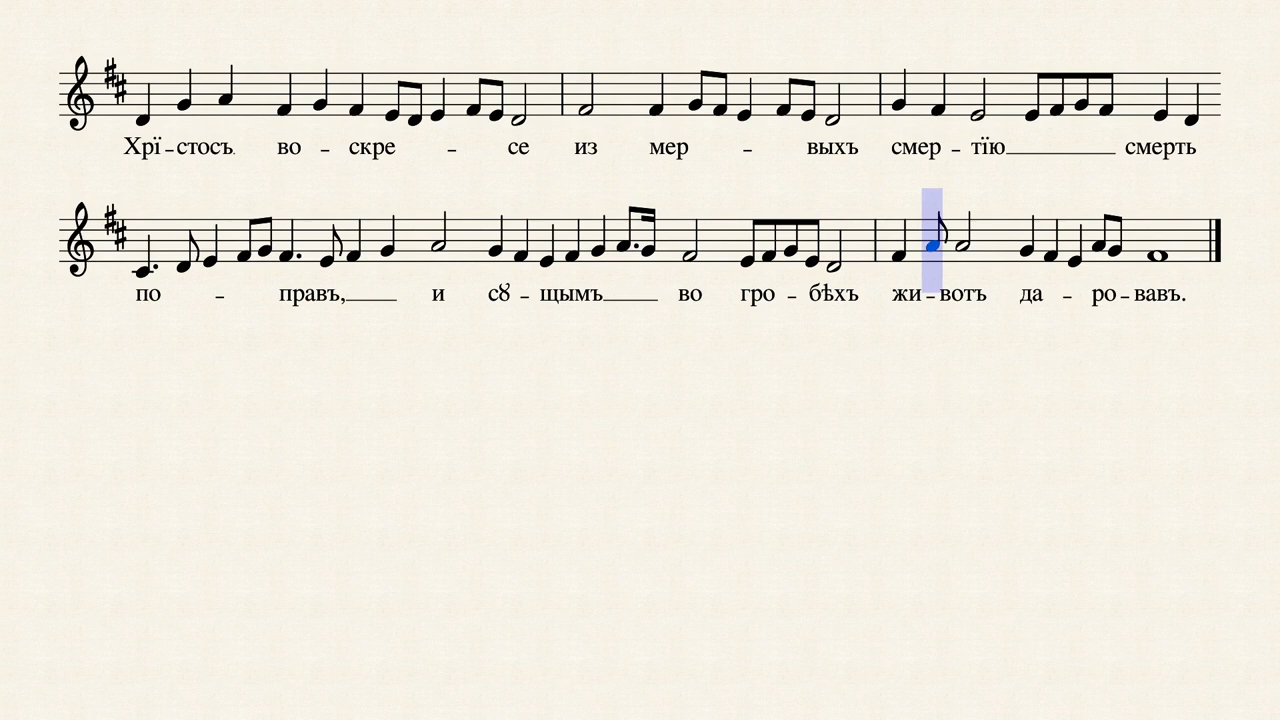 Хрї - стосъ во - скре - се из мер - выхъ смер - тїю смерть
по - правъ, и сꙋ - щымъ во гро - бѣхъ жи - вотъ да - ро - вавъ.